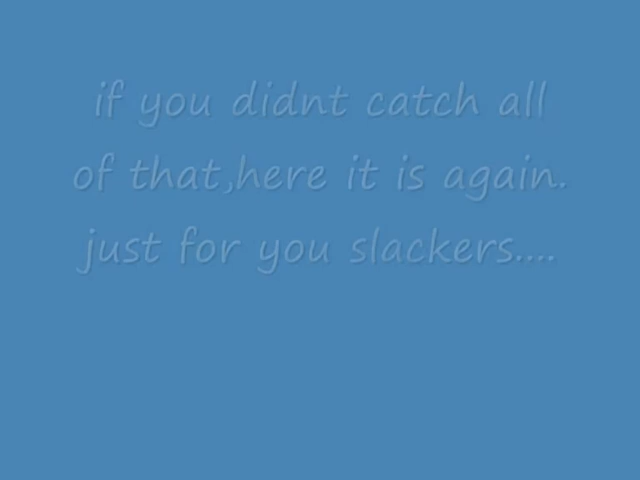 if you didnt catch all
of that,here it is again.
just for you slackers....